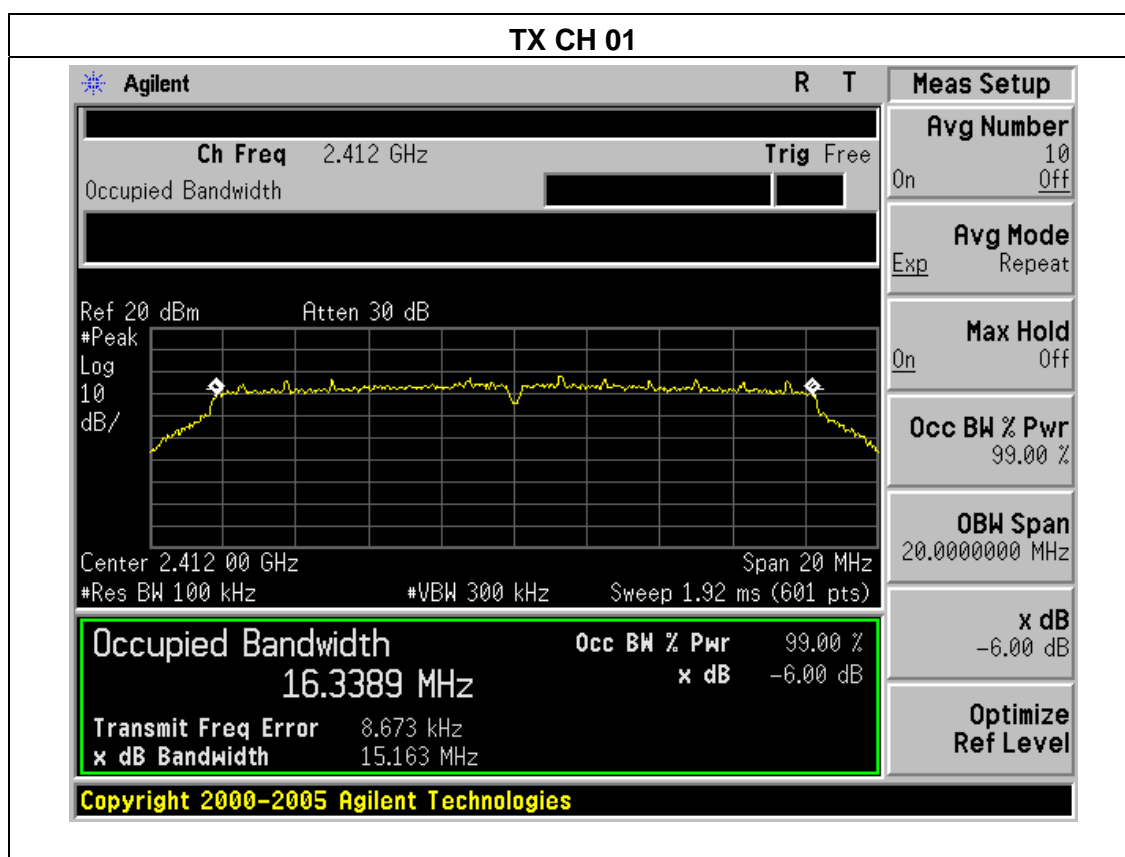 TX CH 01
Agilent R T
Ch Freq 2.412 GHz Trig Free
Occupied Bandwidth
Ref 20 dBm Atten 30 dB
#Peak
Log
10
dB/
Center 2.412 00 GHz Span 20 MHz
#Res BW 100 kHz #VBW 300 kHz Sweep 1.92 ms (601 pts)
Occupied Bandwidth Occ BW % Pwr 99.00 %
16.3389 MHz x dB -6.00 dB
Transmit Freq Error 8.673 kHz
x dB Bandwidth 15.163 MHz
Copyright 2000-2005 Agilent Technologies
Meas Setup
Avg Number
10
On Off
Avg Mode
Exp Repeat
Max Hold
On Off
Occ BW % Pwr
99.00 %
OBW Span
20.0000000 MHz
x dB
-6.00 dB
Optimize
Ref Level